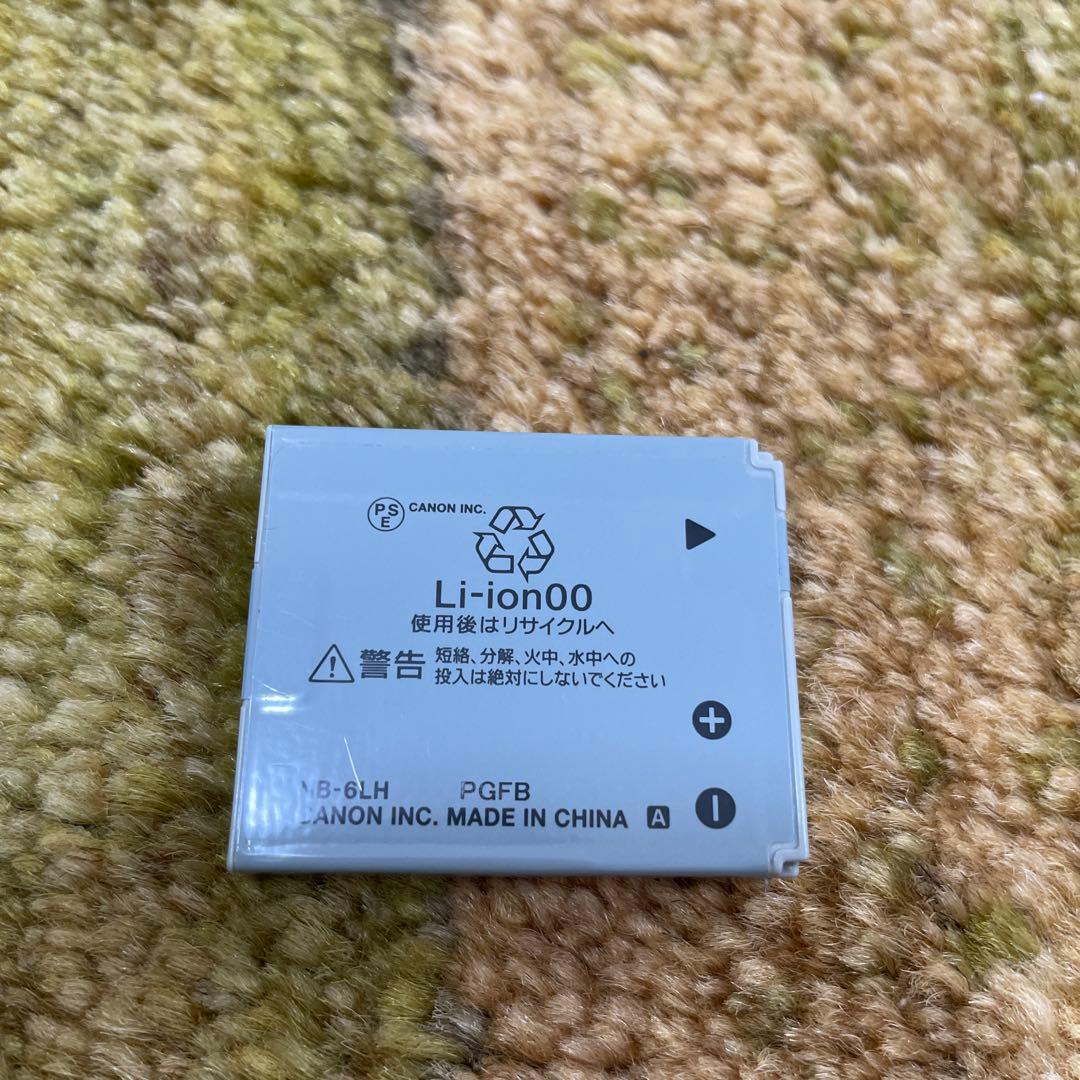 PSE CANON INC.
Li-ion00
使用後はリサイクルへ
警告 短絡、分解、火中、水中への
投入は絶対にしないでください
NB-6LH PGFB
CANON INC. MADE IN CHINA A